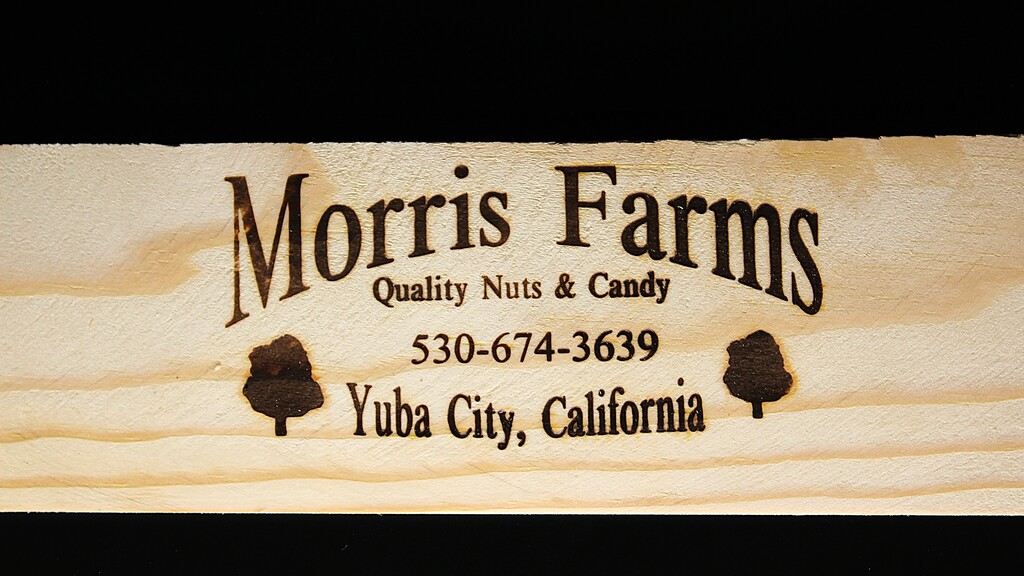 Morris Farms
Quality Nuts & Candy
530-674-3639
Yuba City, California